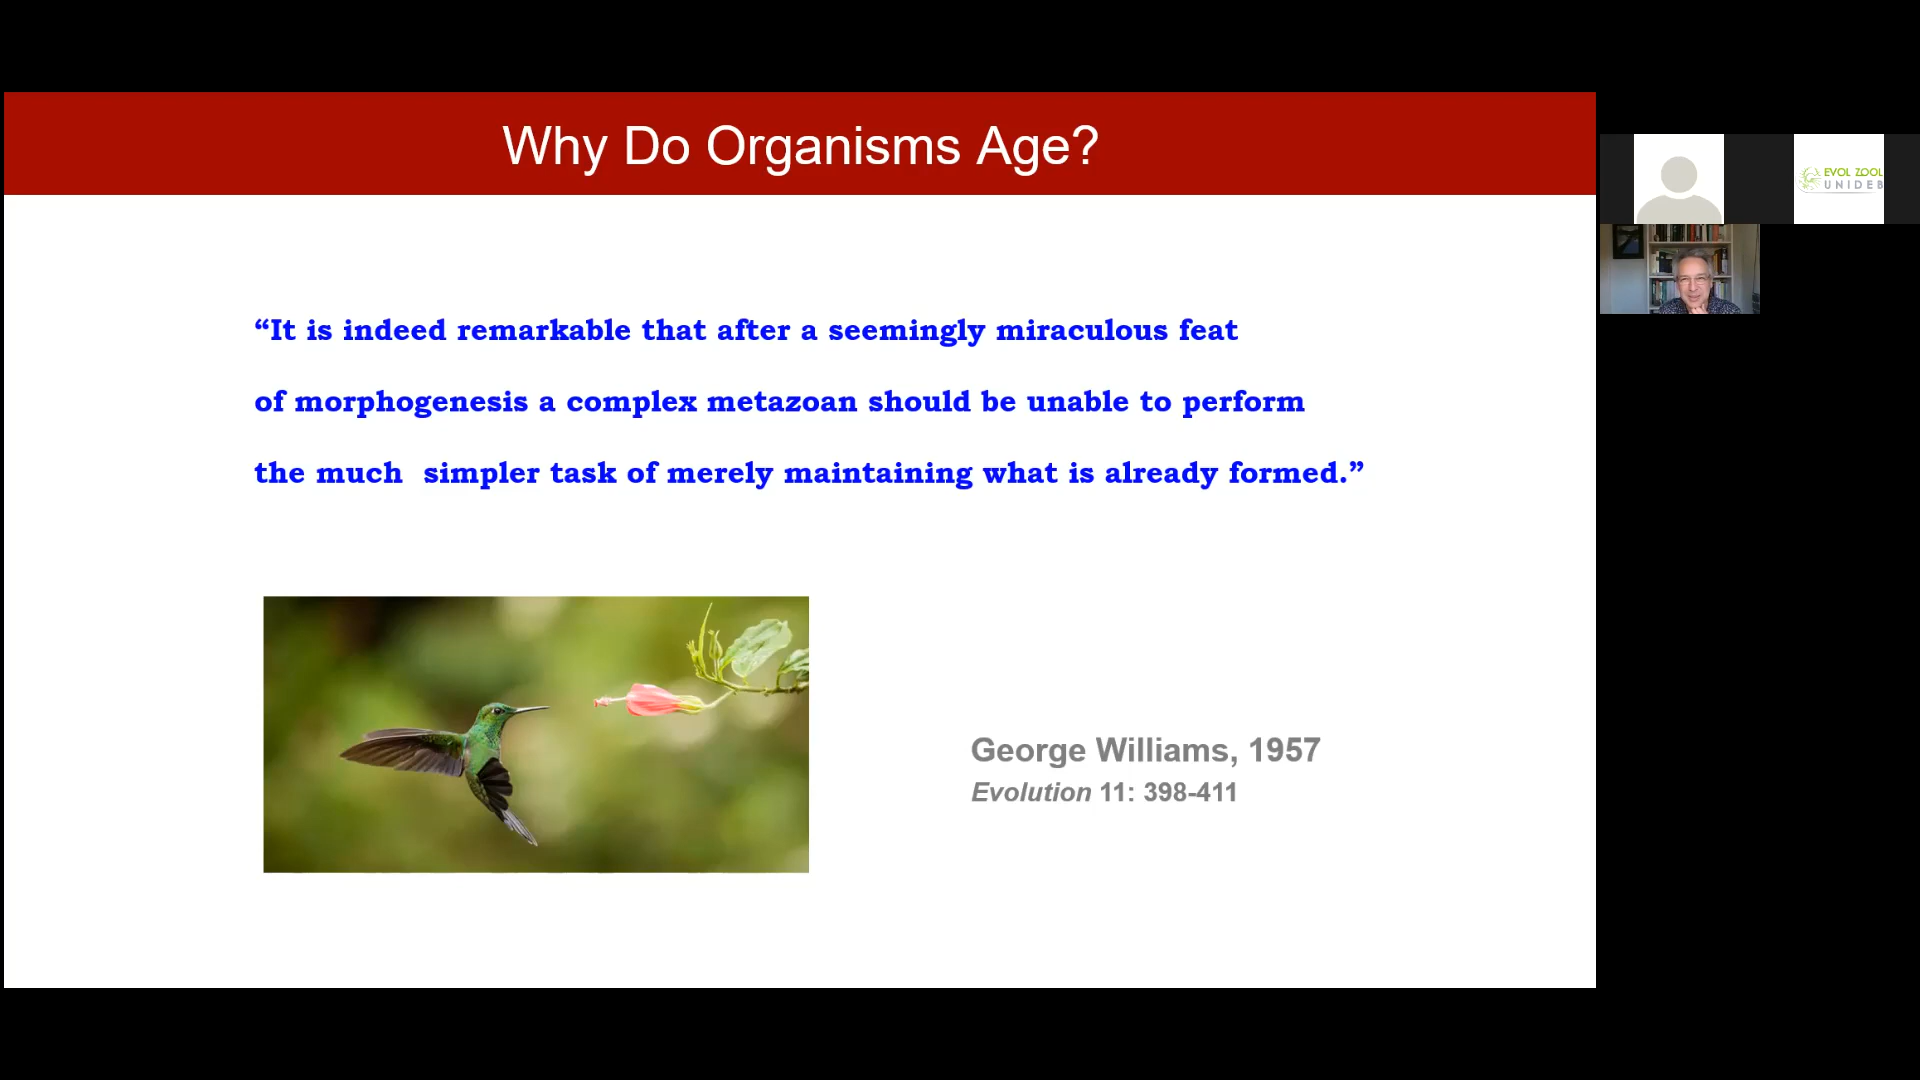 Why Do Organisms Age?
“It is indeed remarkable that after a seemingly miraculous feat
of morphogenesis a complex metazoan should be unable to perform
the much  simpler task of merely maintaining what is already formed.”
George Williams, 1957
Evolution 11: 398-411
EVOL ZOOL
UNIDEB